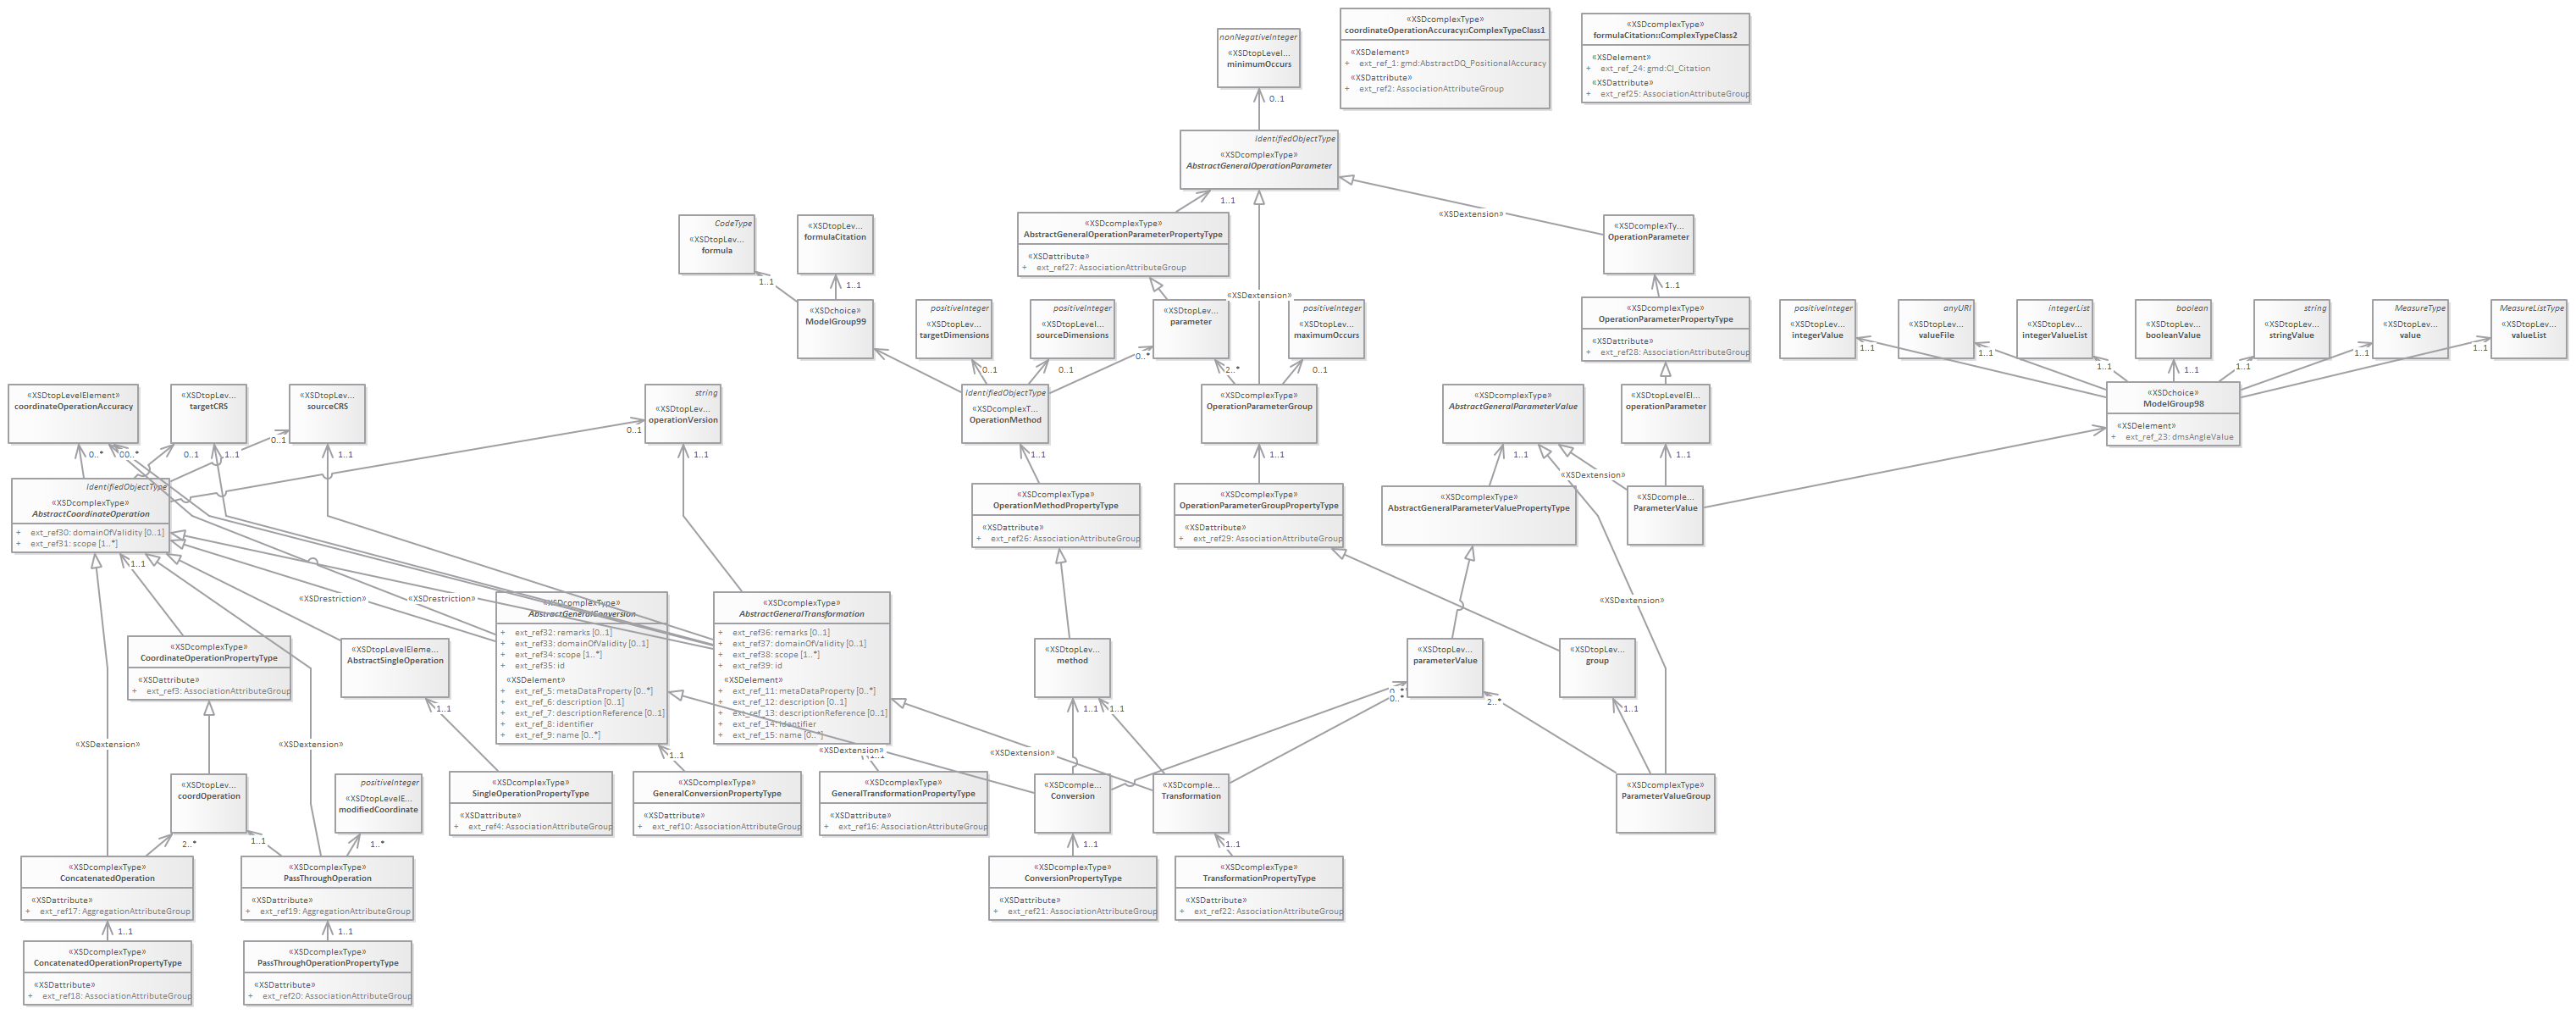 nonNegativeInteger
«XSDtopLevel...
minimumOccurs
0..1
«XSDcomplexType»
coordinateOperationAccuracy::ComplexTypeClass1
«XSDelement»
+ ext_ref_1: gmd:AbstractDQ_PositionalAccuracy
«XSDattribute»
+ ext_ref2: AssociationAttributeGroup
«XSDcomplexType»
formulaCitation::ComplexTypeClass2
«XSDelement»
+ ext_ref_24: gmd:CI_Citation
«XSDattribute»
+ ext_ref25: AssociationAttributeGroup
IdentifiedObjectType
«XSDcomplexType»
AbstractGeneralOperationParameter
1..1
«XSDextension»
CodeType
«XSDtopLev...
formula
1..1
«XSDtopLev...
formulaCitation
1..1
«XSDcomplexType»
AbstractGeneralOperationParameterPropertyType
«XSDattribute»
+ ext_ref27: AssociationAttributeGroup
«XSDcomplexTy...
OperationParameter
1..1
«XSDchoice»
ModelGroup99
positiveInteger
«XSDtopLev...
targetDimensions
0..1
positiveInteger
«XSDtopLevel...
sourceDimensions
0..1
«XSDtopLev...
parameter
0..*
2..*
«XSDextension»
positiveInteger
«XSDtopLev...
maximumOccurs
0..1
«XSDcomplexType»
OperationParameterPropertyType
«XSDattribute»
+ ext_ref28: AssociationAttributeGroup
positiveInteger
«XSDtopLev...
integerValue
1..1
anyURI
«XSDtopLev...
valueFile
1..1
integerList
«XSDtopLev...
integerValueList
1..1
boolean
«XSDtopLev...
booleanValue
1..1
string
«XSDtopLev...
stringValue
1..1
MeasureType
«XSDtopLev...
value
1..1
MeasureListType
«XSDtopLev...
valueList
1..1
«XSDtopLevelElement»
coordinateOperationAccuracy
0..*
«XSDtopLev...
targetCRS
0..1
1..1
«XSDtopLev...
sourceCRS
0..1
1..1
string
«XSDtopLev...
operationVersion
0..1
1..1
IdentifiedObjectType
«XSDcomplexT...
OperationMethod
1..1
«XSDcomplexType»
OperationParameterGroup
1..1
«XSDcomplexType»
AbstractGeneralParameterValue
1..1
«XSDextension»
«XSDtopLevelEl...
operationParameter
1..1
«XSDchoice»
ModelGroup98
«XSDelement»
+ ext_ref_23: dmsAngleValue
IdentifiedObjectType
«XSDcomplexType»
AbstractCoordinateOperation
+ ext_ref30: domainOfValidity [0..1]
+ ext_ref31: scope [1..*]
1..1
«XSDcomplexType»
OperationMethodPropertyType
«XSDattribute»
+ ext_ref26: AssociationAttributeGroup
«XSDcomplexType»
OperationParameterGroupPropertyType
«XSDattribute»
+ ext_ref29: AssociationAttributeGroup
«XSDcomplexType»
AbstractGeneralParameterValuePropertyType
«XSDcomple...
ParameterValue
«XSDrestriction»
«XSDrestriction»
«XSDextension»
«XSDcomplexType»
AbstractGeneralConversion
+ ext_ref32: remarks [0..1]
+ ext_ref33: domainOfValidity [0..1]
+ ext_ref34: scope [1..*]
+ ext_ref35: id
«XSDelement»
+ ext_ref_5: metaDataProperty [0..*]
+ ext_ref_6: description [0..1]
+ ext_ref_7: descriptionReference [0..1]
+ ext_ref_8: identifier
+ ext_ref_9: name [0..*]
1..1
«XSDcomplexType»
AbstractGeneralTransformation
+ ext_ref36: remarks [0..1]
+ ext_ref37: domainOfValidity [0..1]
+ ext_ref38: scope [1..*]
+ ext_ref39: id
«XSDelement»
+ ext_ref_11: metaDataProperty [0..*]
+ ext_ref_12: description [0..1]
+ ext_ref_13: descriptionReference [0..1]
+ ext_ref_14: identifier
+ ext_ref_15: name [0..*]
«XSDcomplexType»
CoordinateOperationPropertyType
«XSDattribute»
+ ext_ref3: AssociationAttributeGroup
«XSDTopLevelEleme...
AbstractSingleOperation
1..1
«XSDtopLev...
method
1..1
1..1
«XSDtopLev...
parameterValue
0..*
2..*
«XSDtopLev...
group
1..1
«XSDextension»
«XSDextension»
«XSDextension»
«XSDextension»
«XSDtopLev...
coordOperation
2..*
1..1
positiveInteger
«XSDtopLevelE...
modifiedCoordinate
1..*
«XSDcomplexType»
SingleOperationPropertyType
«XSDattribute»
+ ext_ref4: AssociationAttributeGroup
«XSDcomplexType»
GeneralConversionPropertyType
«XSDattribute»
+ ext_ref10: AssociationAttributeGroup
«XSDcomplexType»
GeneralTransformationPropertyType
«XSDattribute»
+ ext_ref16: AssociationAttributeGroup
«XSDcomple...
Conversion
1..1
«XSDcomple...
Transformation
1..1
«XSDcomplexType»
ParameterValueGroup
«XSDcomplexType»
ConcatenatedOperation
«XSDattribute»
+ ext_ref17: AggregationAttributeGroup
1..1
«XSDcomplexType»
PassThroughOperation
«XSDattribute»
+ ext_ref19: AggregationAttributeGroup
1..1
«XSDcomplexType»
ConversionPropertyType
«XSDattribute»
+ ext_ref21: AssociationAttributeGroup
«XSDcomplexType»
TransformationPropertyType
«XSDattribute»
+ ext_ref22: AssociationAttributeGroup
«XSDcomplexType»
ConcatenatedOperationPropertyType
«XSDattribute»
+ ext_ref18: AssociationAttributeGroup
«XSDcomplexType»
PassThroughOperationPropertyType
«XSDattribute»
+ ext_ref20: AssociationAttributeGroup